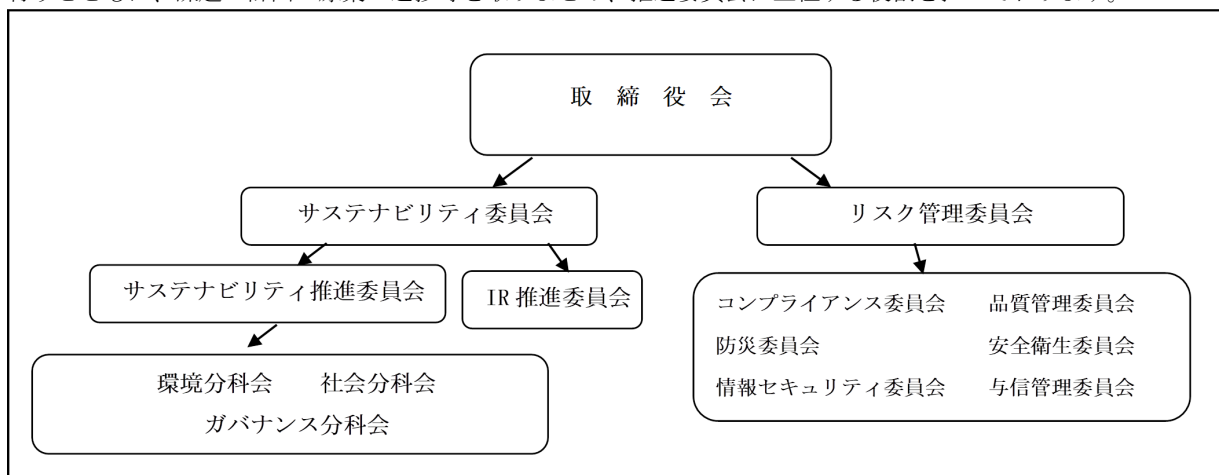 取 締 役 会
サステナビリティ委員会
リスク管理委員会
サステナビリティ推進委員会
IR 推進委員会
コンプライアンス委員会 品質管理委員会
防災委員会 安全衛生委員会
情報セキュリティ委員会 与信管理委員会
環境分科会 社会分科会
ガバナンス分科会